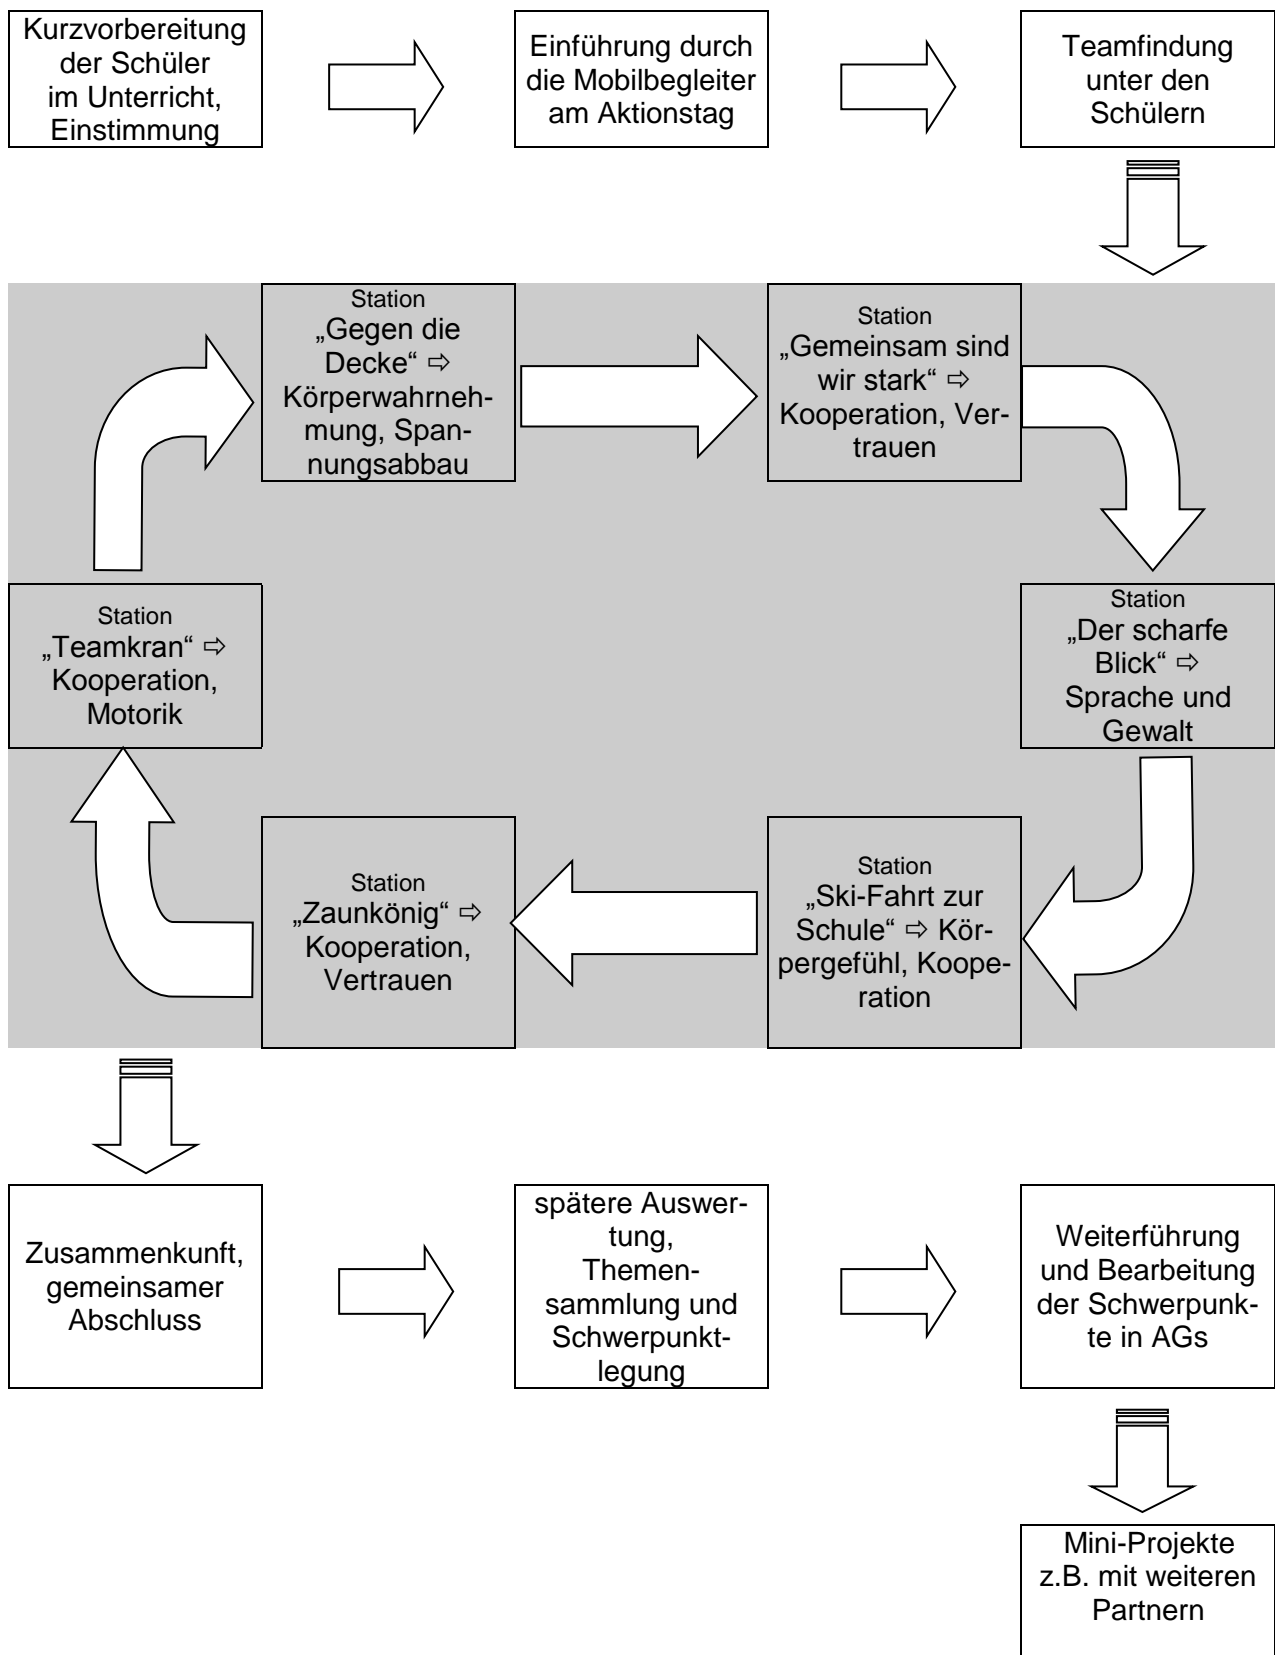 Kurzvorbereitung
der Schüler
im Unterricht,
Einstimmung
Einführung durch
die Mobilbegleiter
am Aktionstag
Teamfindung
unter den
Schülern
Station
„Gegen die
Decke“ ⇨
Körperwahrneh-
mung, Span-
nungsabbau
Station
„Gemeinsam sind
wir stark“ ⇨
Kooperation, Ver-
trauen
Station
„Teamkran“ ⇨
Kooperation,
Motorik
Station
„Der scharfe
Blick“ ⇨
Sprache und
Gewalt
Station
„Zaunkönig“ ⇨
Kooperation,
Vertrauen
Station
„Ski-Fahrt zur
Schule“ ⇨ Kör-
pergefühl, Koope-
ration
Zusammenkunft,
gemeinsamer
Abschluss
spätere Auswer-
tung,
Themen-
sammlung und
Schwerpunkt-
legung
Weiterführung
und Bearbeitung
der Schwerpunk-
te in AGs
Mini-Projekte
z.B. mit weiteren
Partnern